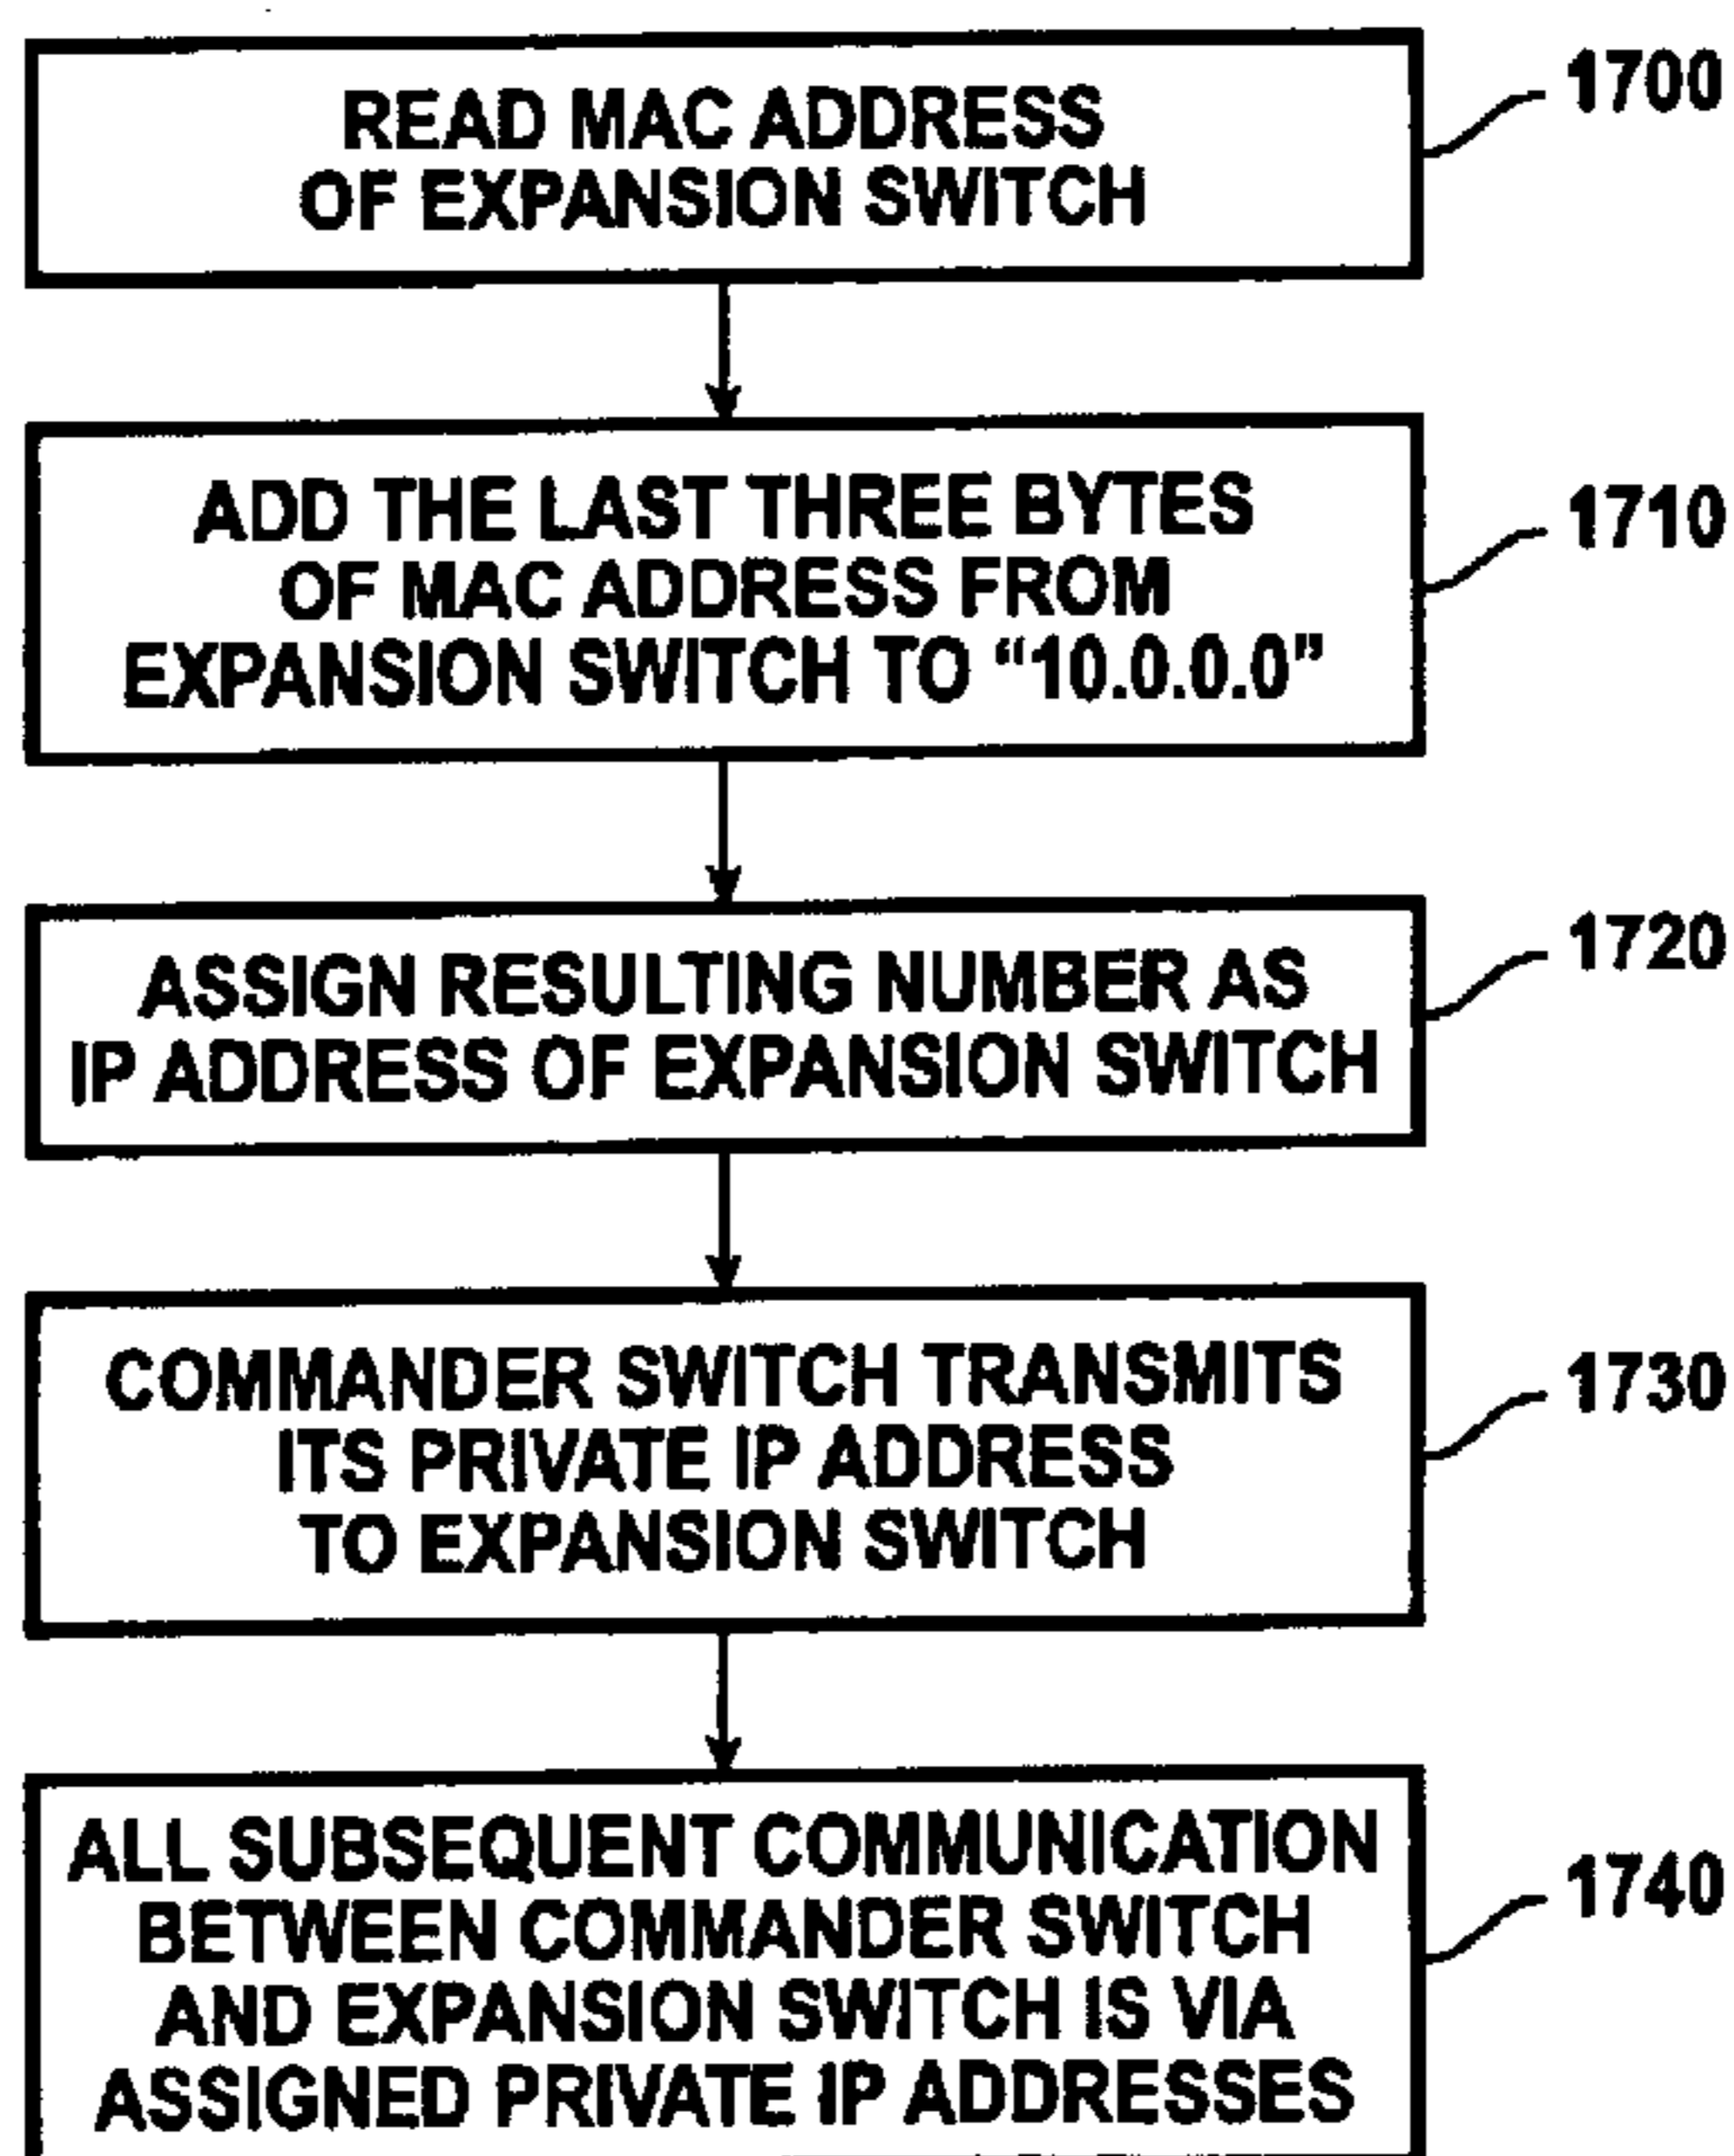 READ MAC ADDRESS
OF EXPANSION SWITCH
1700
ADD THE LAST THREE BYTES
OF MAC ADDRESS FROM
EXPANSION SWITCH TO “10.0.0.0”
1710
ASSIGN RESULTING NUMBER AS
IP ADDRESS OF EXPANSION SWITCH
1720
COMMANDER SWITCH TRANSMITS
ITS PRIVATE IP ADDRESS
TO EXPANSION SWITCH
1730
ALL SUBSEQUENT COMMUNICATION
BETWEEN COMMANDER SWITCH
AND EXPANSION SWITCH IS VIA
ASSIGNED PRIVATE IP ADDRESSES
1740